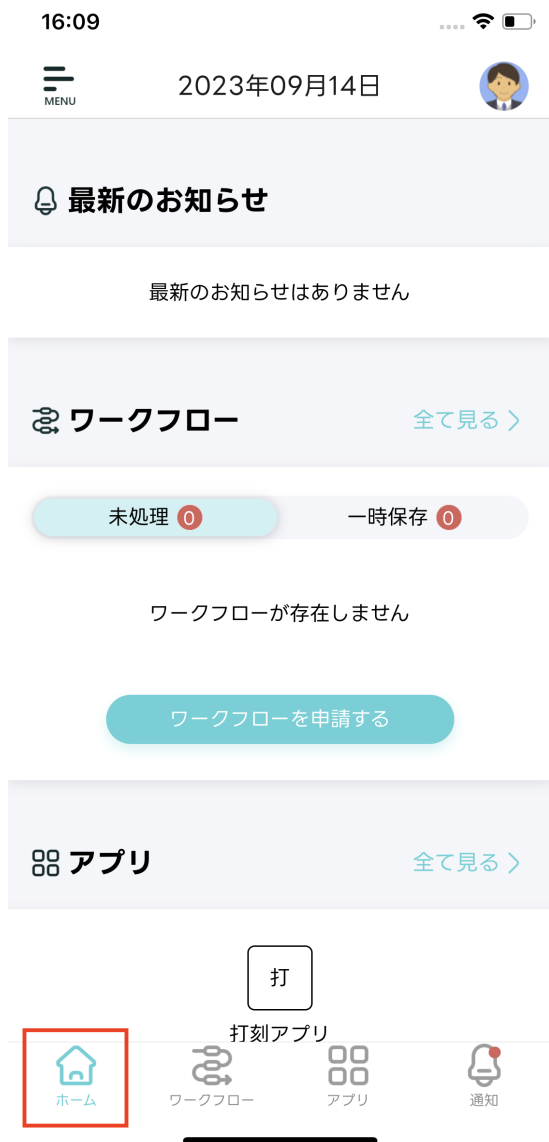 16:09
MENU
2023年09月14日
最新のお知らせ
最新のお知らせはありません
ワークフロー
全て見る
未処理 0
一時保存 0
ワークフローが存在しません
ワークフローを申請する
アプリ
全て見る
打
打刻アプリ
ホーム
ワークフロー
アプリ
通知